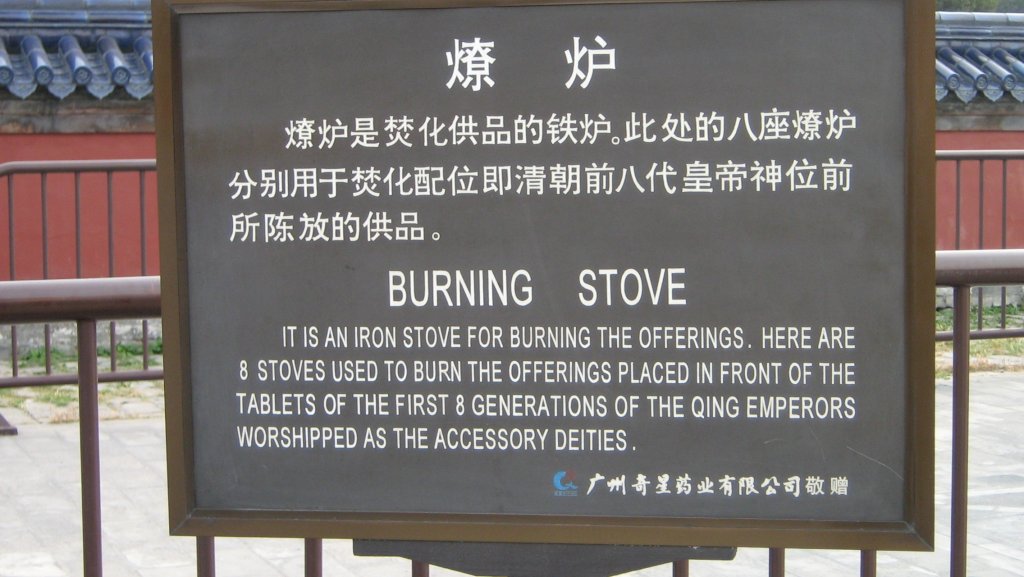 燎炉
燎炉是焚化供品的铁炉。此处的八座燎炉
分别用于焚化配位即清朝前八代皇帝神位前
所陈放的供品。
BURNING STOVE
IT IS AN IRON STOVE FOR BURNING THE OFFERINGS. HERE ARE
8 STOVES USED TO BURN THE OFFERINGS PLACED IN FRONT OF THE
TABLETS OF THE FIRST 8 GENERATIONS OF THE QING EMPERORS
WORSHIPPED AS THE ACCESSORY DEITIES.
广州奇星药业有限公司敬赠